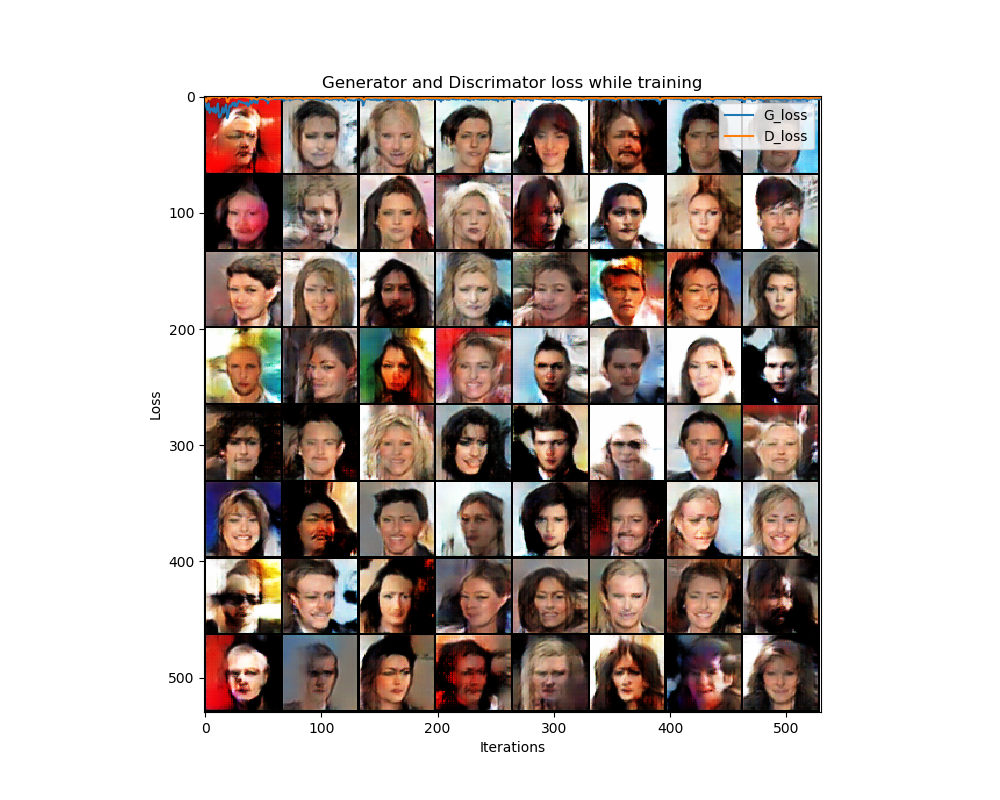 Generator and Discrimator loss while training
G_loss
D_loss
0
100
200
300
400
500
Loss
0 100 200 300 400 500
Iterations